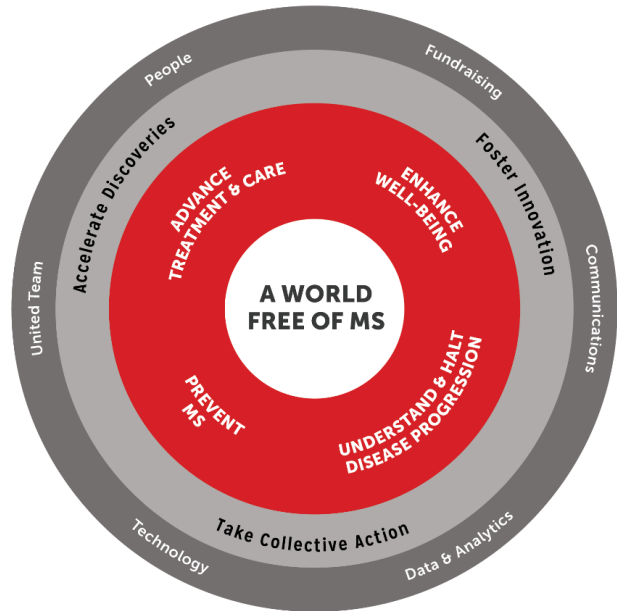 People
Fundraising
Communications
Data & Analytics
Technology
United Team
Accelerate Discoveries
Foster Innovation
Take Collective Action
ADVANCE
TREATMENT & CARE
ENHANCE
WELL-BEING
UNDERSTAND & HALT
DISEASE PROGRESSION
PREVENT
MS
A WORLD
FREE OF MS